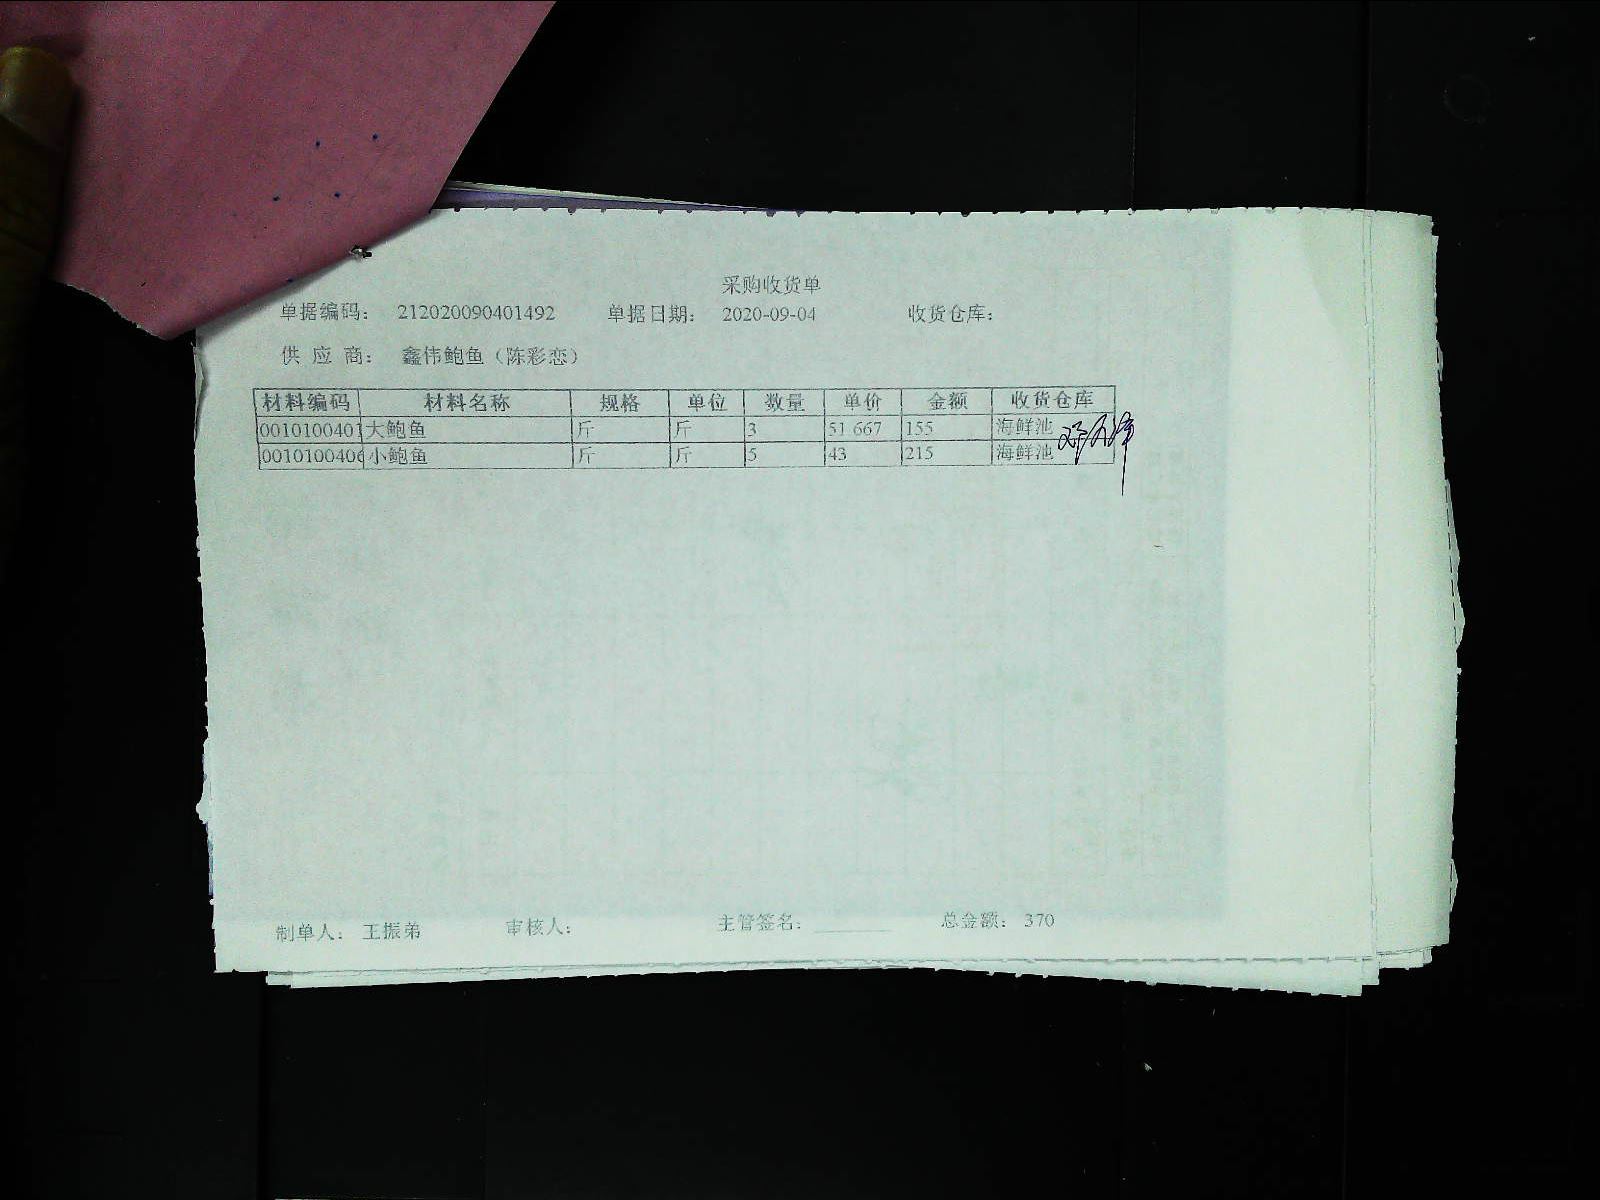 采购收货单
单据编码： 212020090401492 单据日期： 2020-09-04 收货仓库：
供 应 商： 鑫伟鲍鱼（陈彩恋）
材料编码 材料名称 规格 单位 数量 单价 金额 收货仓库
0010100401 大鲍鱼 斤 斤 3 51 667 155 海鲜池
0010100406 小鲍鱼 斤 斤 5 43 215 海鲜池
制单人： 王振弟 审核人： 主管签名： 总金额： 370